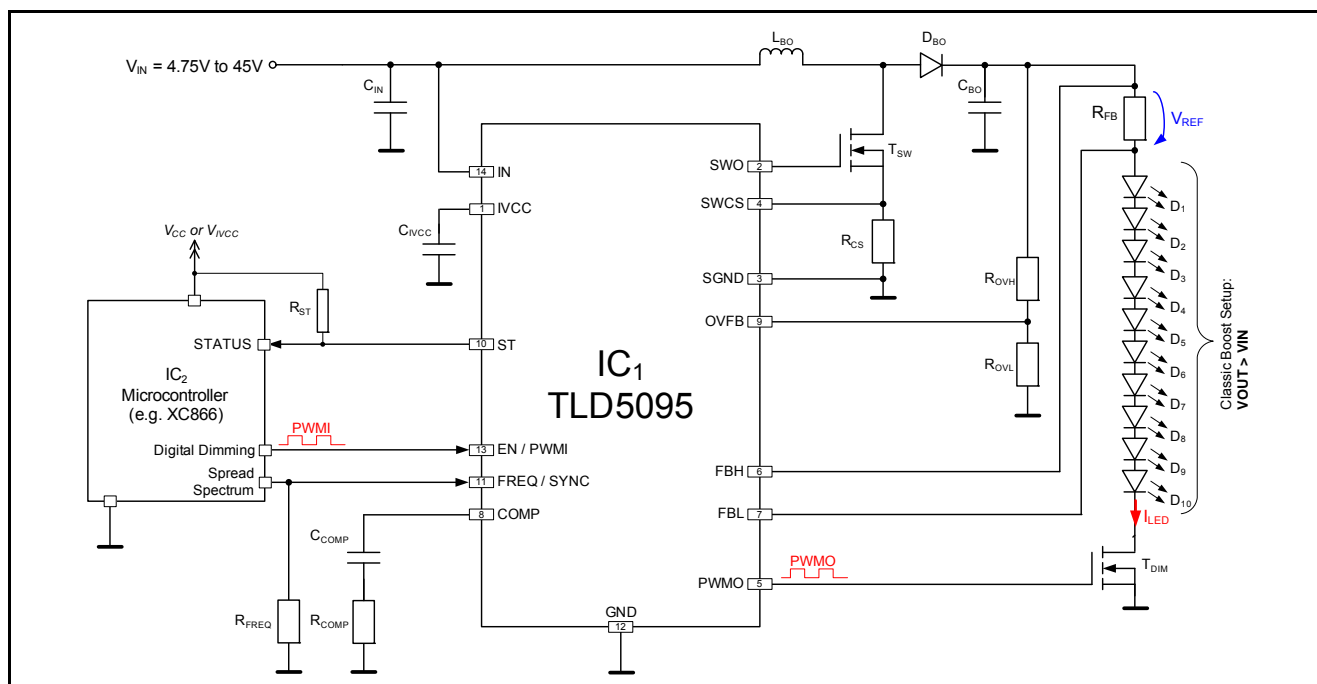 L_BO
D_BO
V_IN = 4.75V to 45V
C_IN
C_BO
R_FB
V_REF
SWO
2
T_SW
14
IN
SWCS
4
1
IVCC
C_IVCC
R_CS
V_CC or V_IVCC
SGND
3
R_OVH
OVFB
9
R_ST
STATUS
10
ST
R_OVL
IC_1
TLD5095
IC_2
Microcontroller
(e.g. XC866)
PWMI
Digital Dimming
13
EN / PWMI
Spread
Spectrum
11
FREQ / SYNC
FBH
6
8
COMP
FBL
7
C_COMP
PWMO
5
PWMO
T_DIM
R_FREQ
R_COMP
GND
12
D_1
D_2
D_3
D_4
D_5
D_6
D_7
D_8
D_9
D_10
I_LED
Classic Boost Setup:
VOUT > VIN